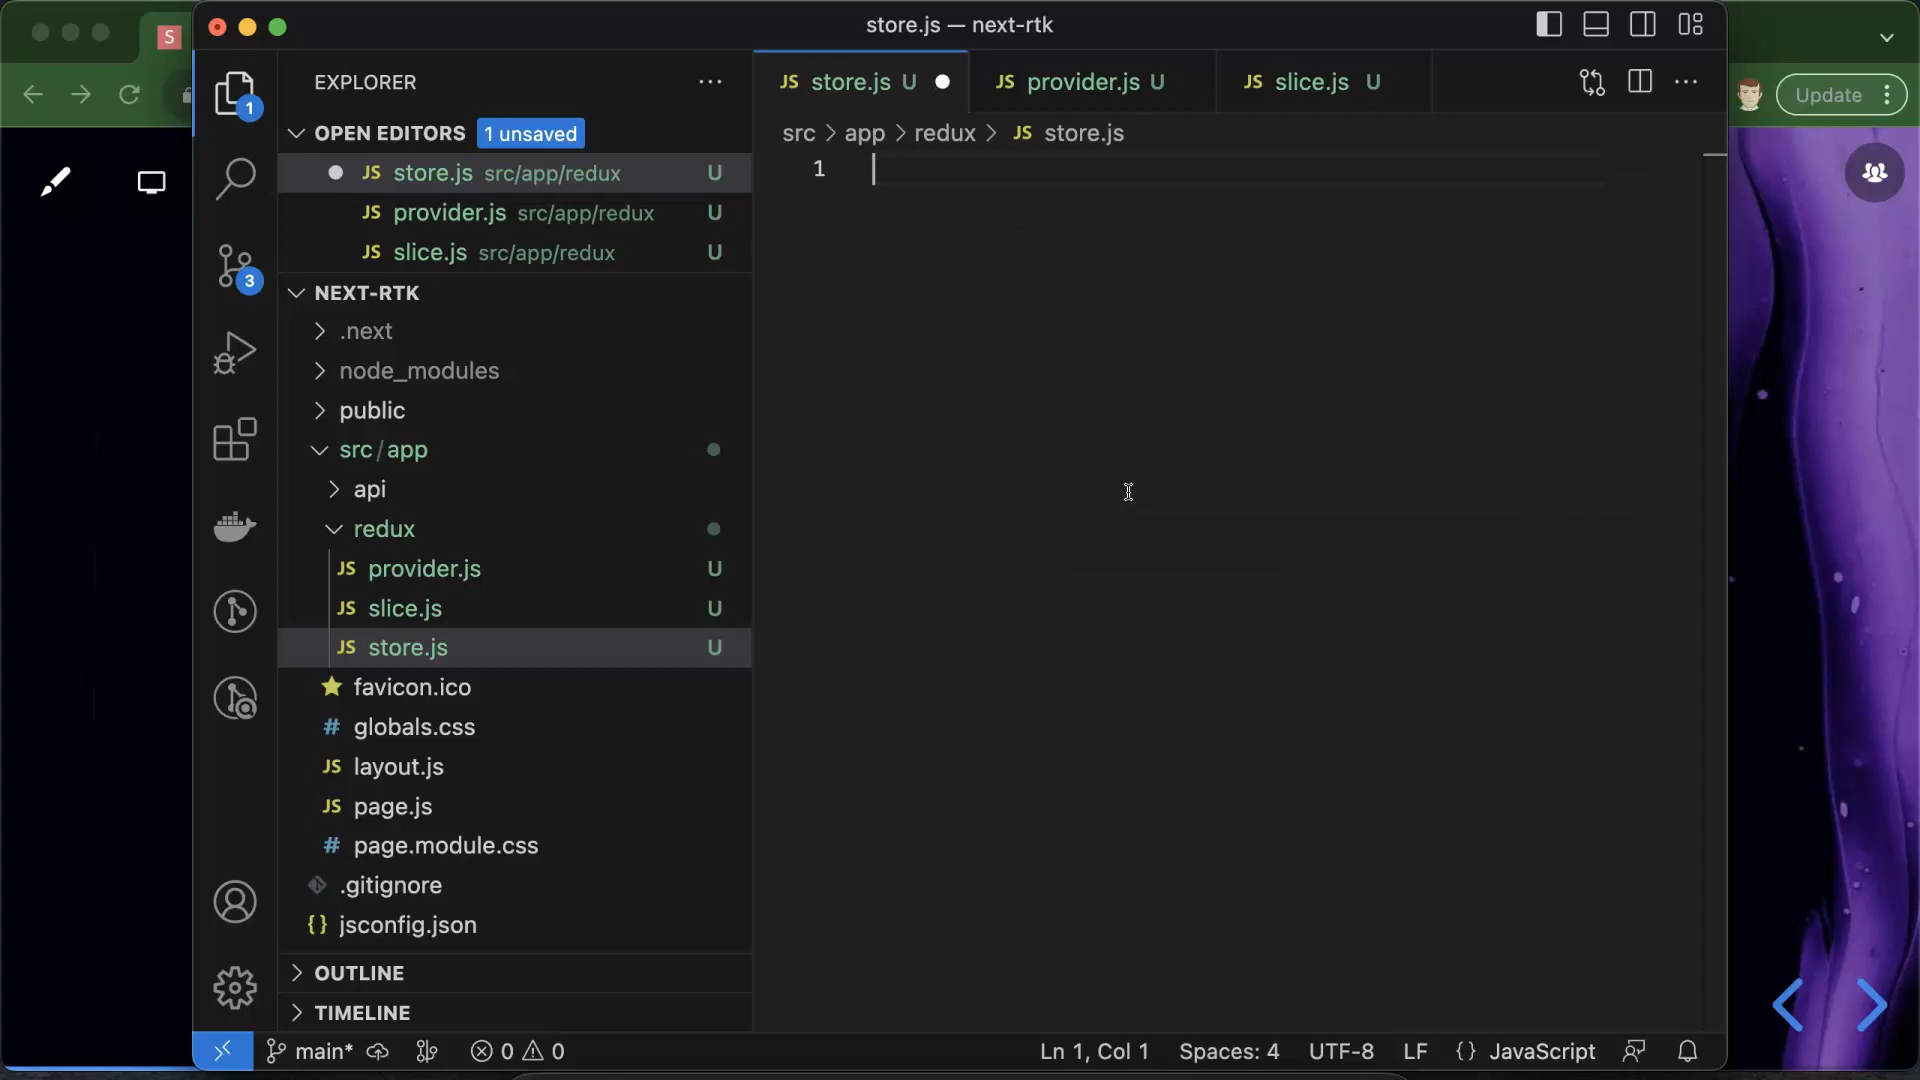 S
store.js — next-rtk
Update
1
EXPLORER
OPEN EDITORS 1 unsaved
JS store.js src/app/redux U
JS provider.js src/app/redux U
JS slice.js src/app/redux U
NEXT-RTK
.next
node_modules
public
src/app
api
redux
JS provider.js U
JS slice.js U
JS store.js U
favicon.ico
# globals.css
JS layout.js
JS page.js
# page.module.css
.gitignore
{} jsconfig.json
OUTLINE
TIMELINE
3
JS store.js U
JS provider.js U
JS slice.js U
src > app > redux > JS store.js
1
main* 0 0
Ln 1, Col 1 Spaces: 4 UTF-8 LF {} JavaScript